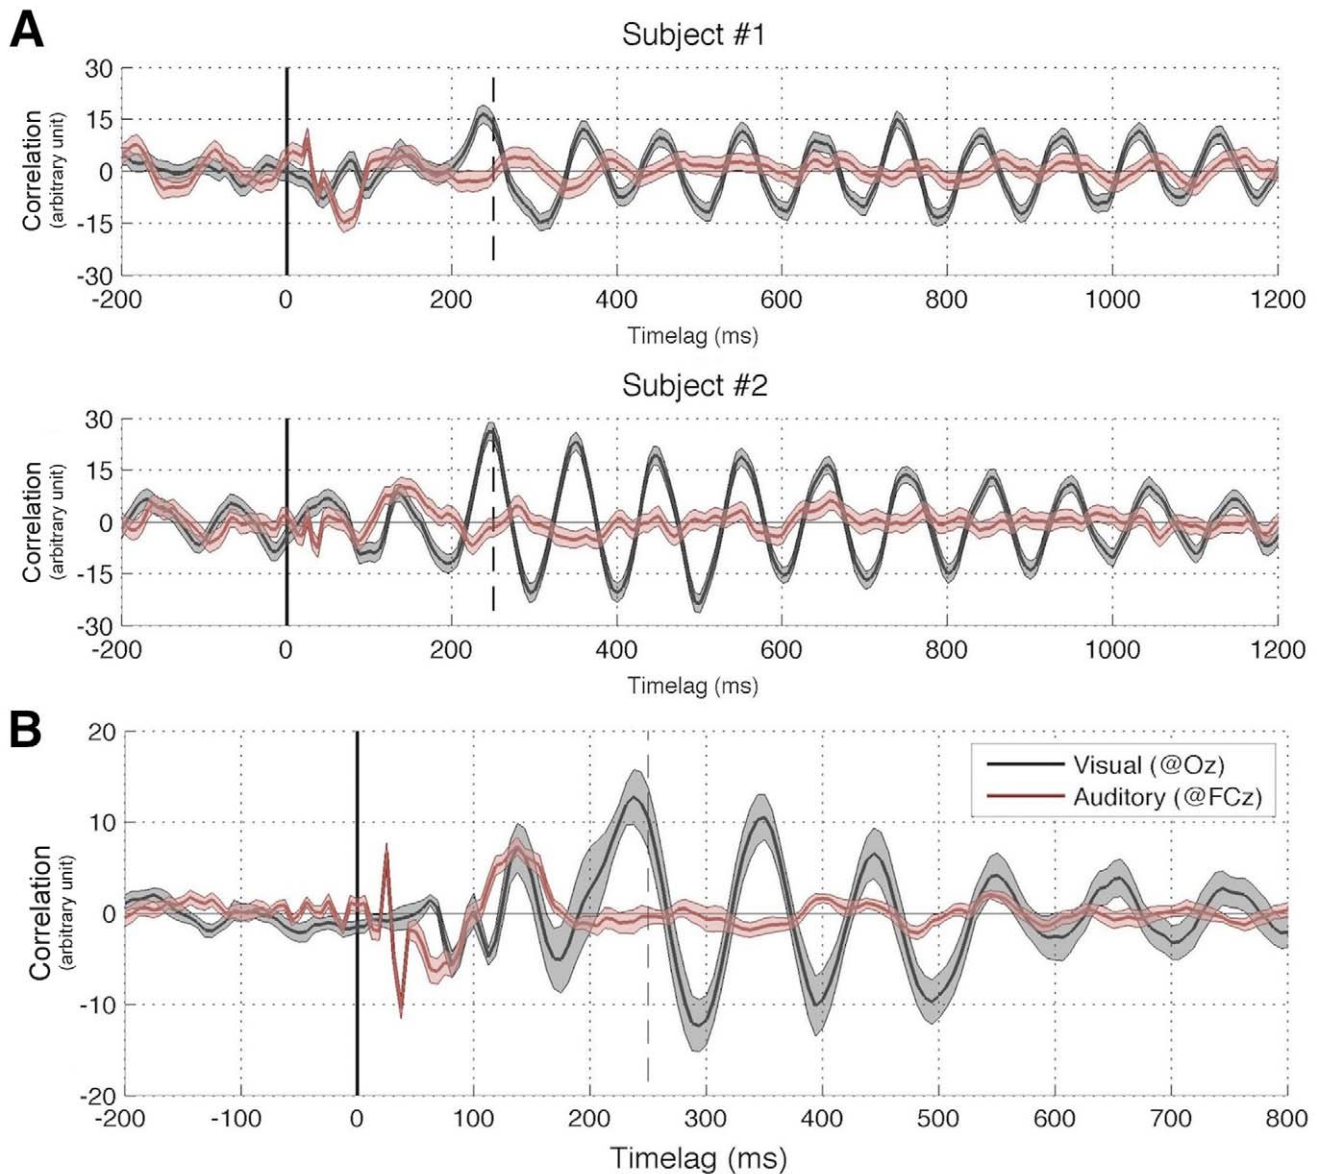 A
Subject #1
30
15
0
-15
-30
Correlation
(arbitrary unit)
-200 0 200 400 600 800 1000 1200
Timelag (ms)
Subject #2
30
15
0
-15
-30
Correlation
(arbitrary unit)
-200 0 200 400 600 800 1000 1200
Timelag (ms)
B
20
10
0
-10
-20
Correlation
(arbitrary unit)
Visual (@Oz)
Auditory (@FCz)
-200 -100 0 100 200 300 400 500 600 700 800
Timelag (ms)